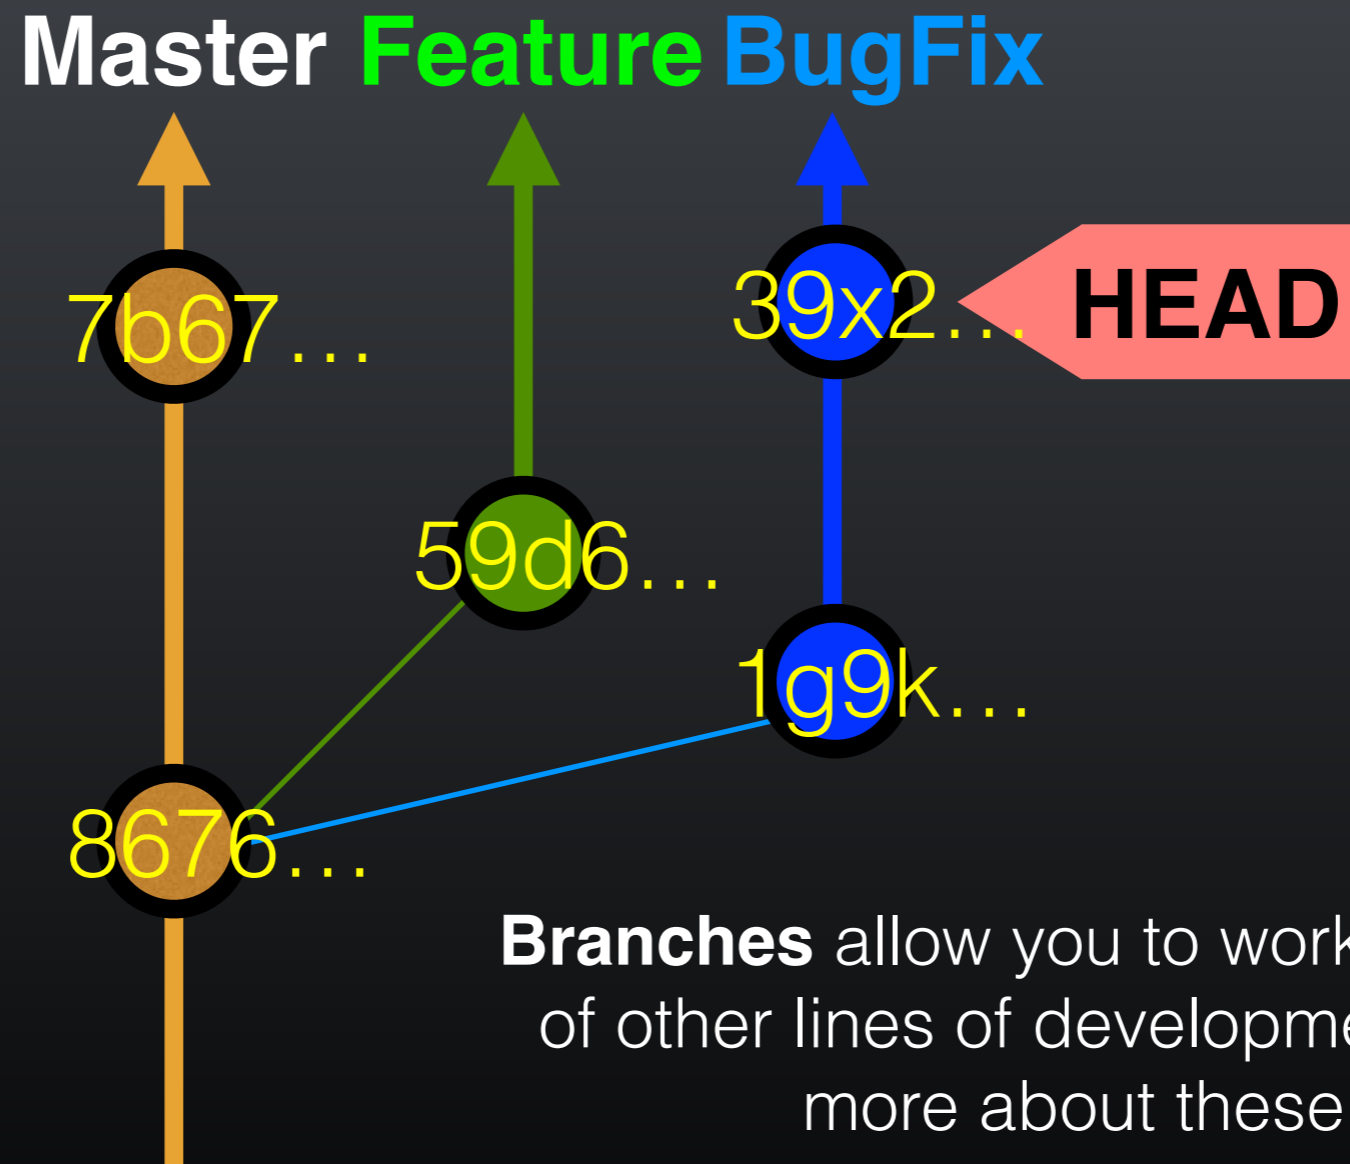 Master Feature BugFix
7b67...
39x2...
HEAD
59d6...
1g9k...
8676...
Branches allow you to work
of other lines of developme
more about these